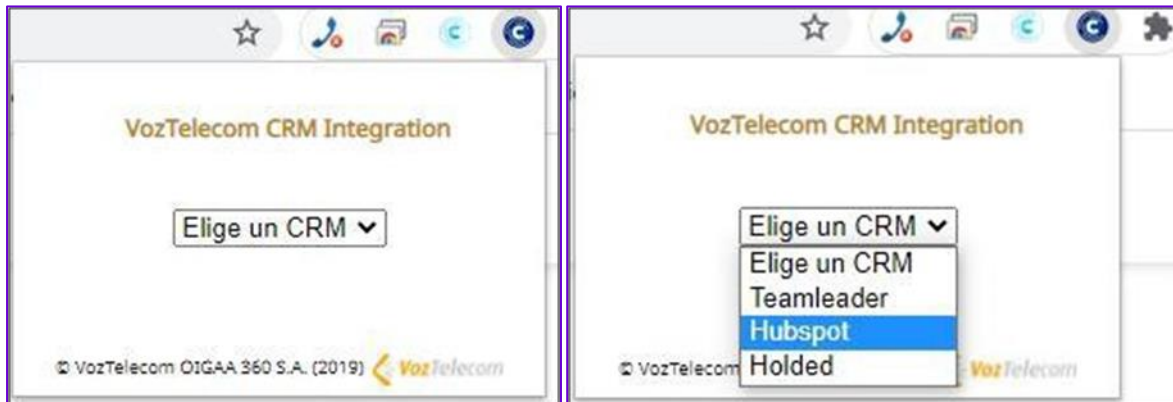 VozTelecom CRM Integration
Elige un CRM
© VozTelecom OIGAA 360 S.A. (2019) VozTelecom
VozTelecom CRM Integration
Elige un CRM
Elige un CRM
Teamleader
Hubspot
Holded
© VozTelecom VozTelecom